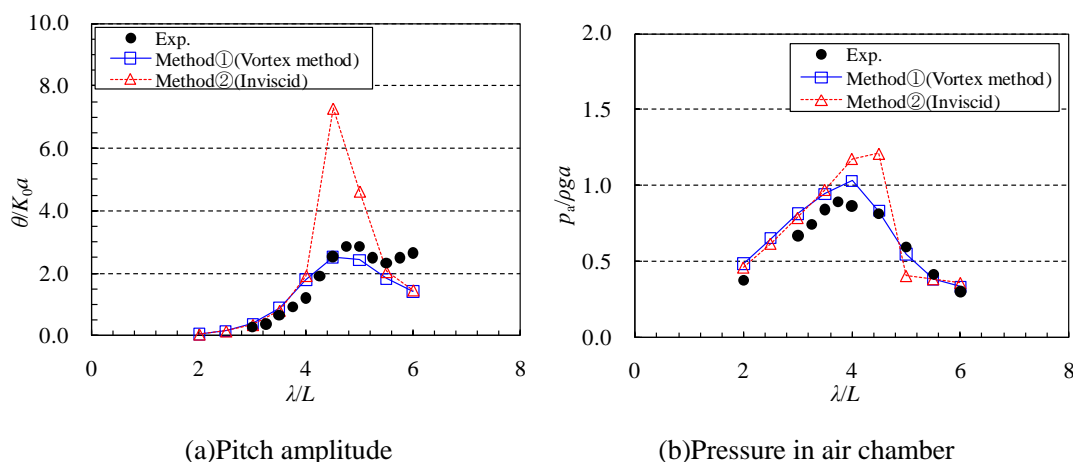 10.0
8.0
6.0
4.0
2.0
0.0
θ/K₀a
Exp.
Method①(Vortex method)
Method②(Inviscid)
0 2 4 6 8
λ/L
(a)Pitch amplitude
2.0
1.5
1.0
0.5
0.0
pₐ/ρga
Exp.
Method①(Vortex method)
Method②(Inviscid)
0 2 4 6 8
λ/L
(b)Pressure in air chamber